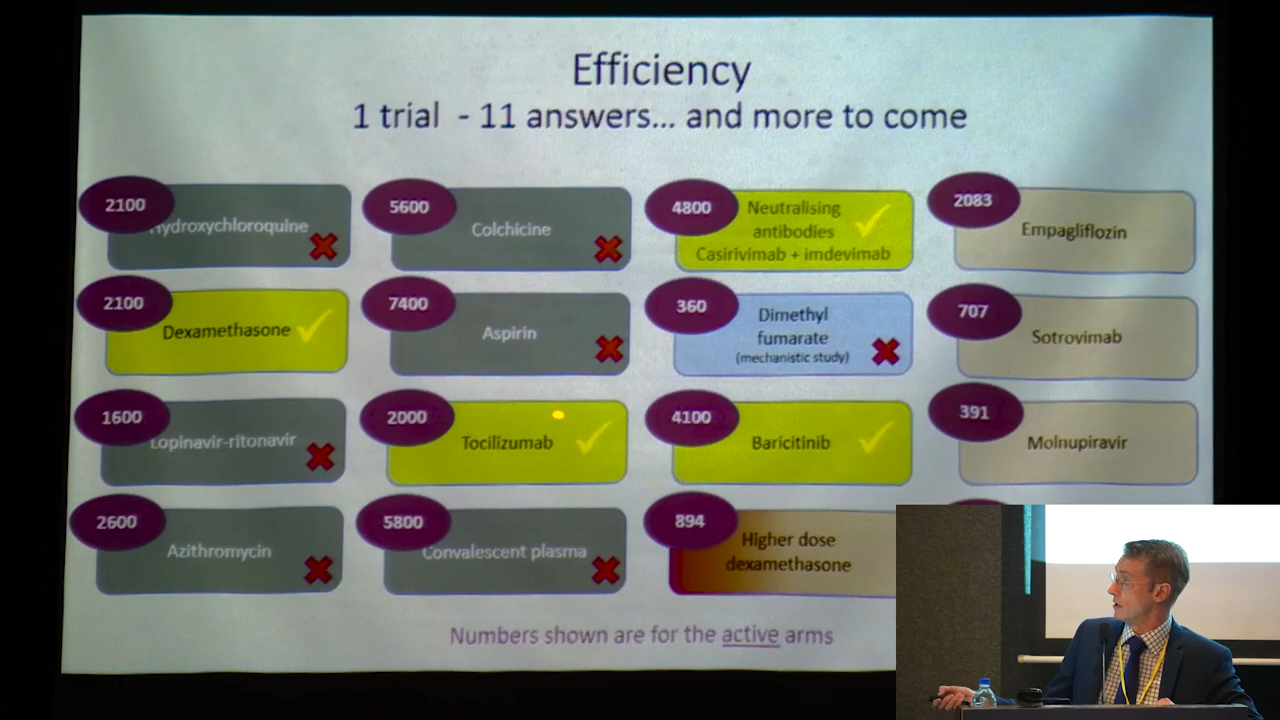 Efficiency
1 trial - 11 answers... and more to come
2100
Hydroxychloroquine
5600
Colchicine
4800
Neutralising
antibodies
Casirivimab + imdevimab
2083
Empagliflozin
2100
Dexamethasone
7400
Aspirin
360
Dimethyl
fumarate
(mechanistic study)
707
Sotrovimab
1600
Lopinavir-ritonavir
2000
Tocilizumab
4100
Baricitinib
391
Molnupiravir
2600
Azithromycin
5800
Convalescent plasma
894
Higher dose
dexamethasone
Numbers shown are for the active arms